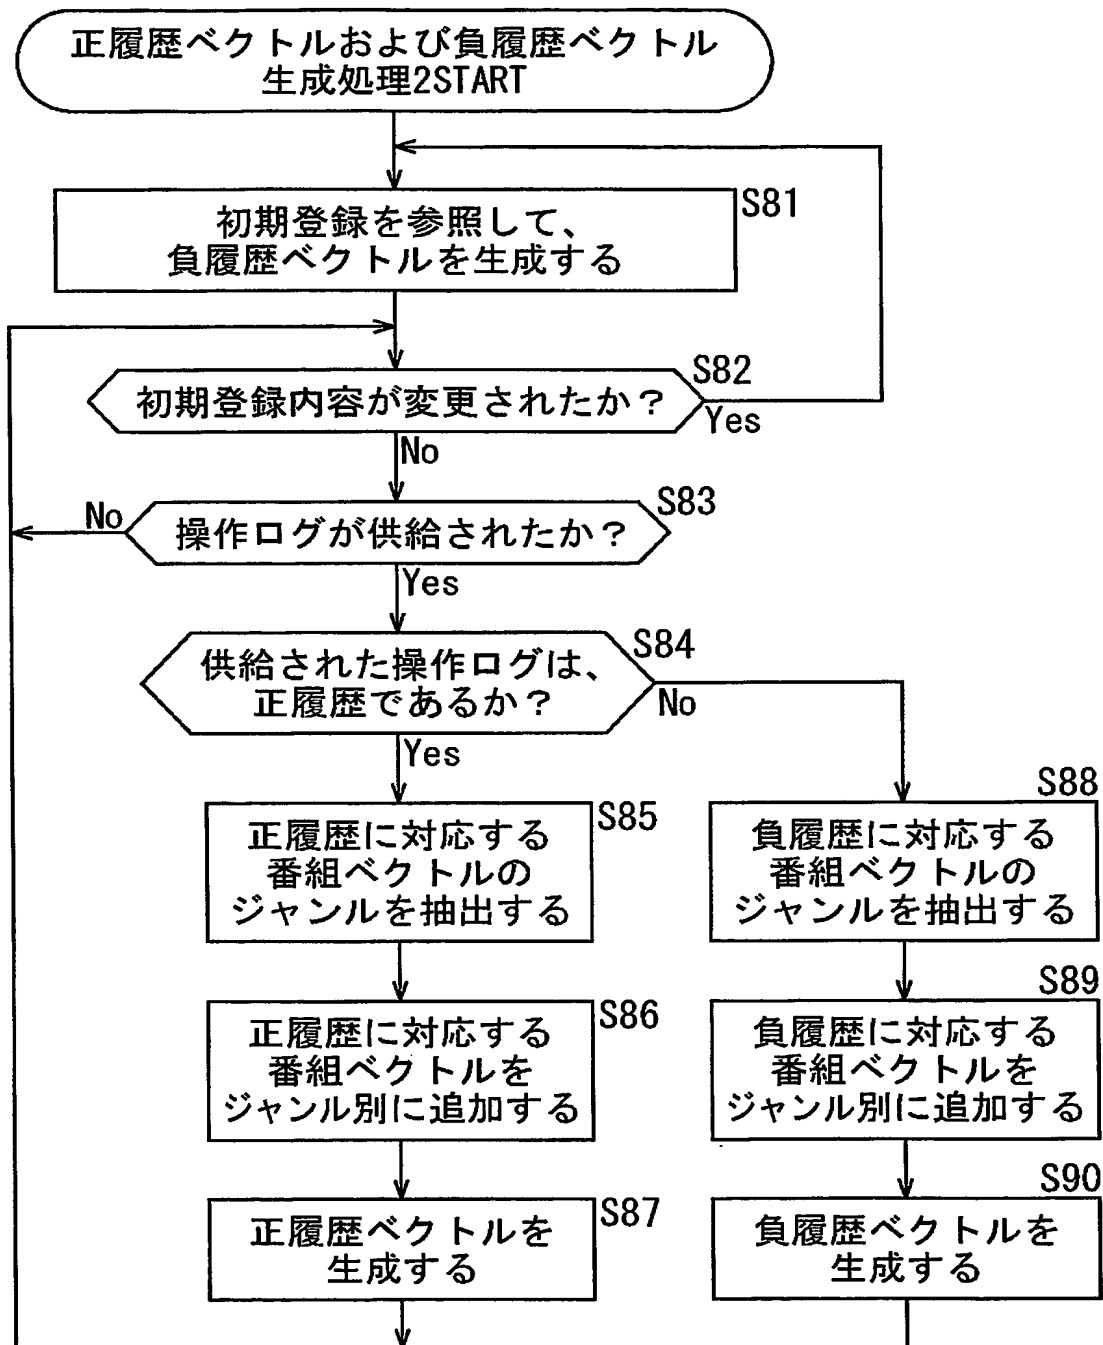 正履歴ベクトルおよび負履歴ベクトル
生成処理2START
S81
初期登録を参照して、
負履歴ベクトルを生成する
S82
初期登録内容が変更されたか？
Yes
No
S83
No
操作ログが供給されたか？
Yes
S84
供給された操作ログは、
正履歴であるか？
No
Yes
S85
正履歴に対応する
番組ベクトルの
ジャンルを抽出する
S88
負履歴に対応する
番組ベクトルの
ジャンルを抽出する
S86
正履歴に対応する
番組ベクトルを
ジャンル別に追加する
S89
負履歴に対応する
番組ベクトルを
ジャンル別に追加する
S87
正履歴ベクトルを
生成する
S90
負履歴ベクトルを
生成する